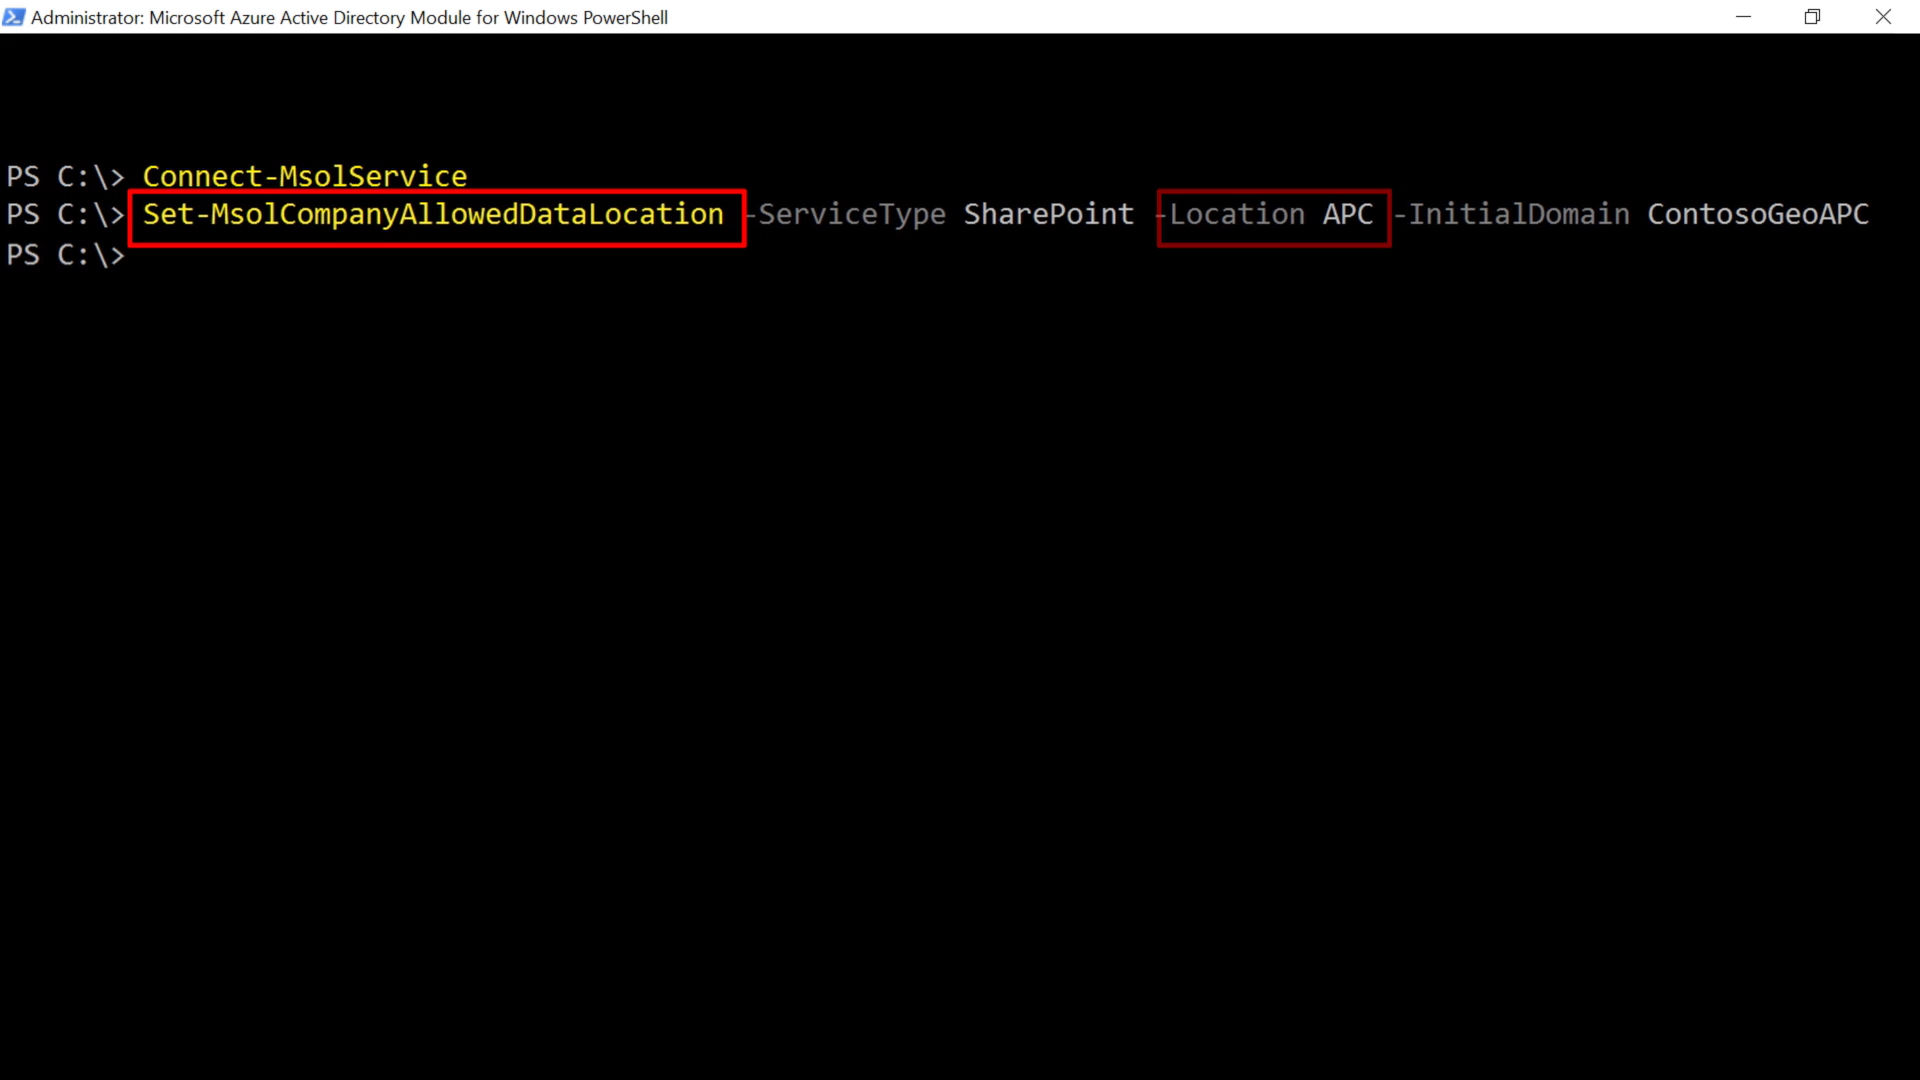 Administrator: Microsoft Azure Active Directory Module for Windows PowerShell
PS C:\> Connect-MsolService
PS C:\> Set-MsolCompanyAllowedDataLocation -ServiceType SharePoint -Location APC -InitialDomain ContosoGeoAPC
PS C:\>